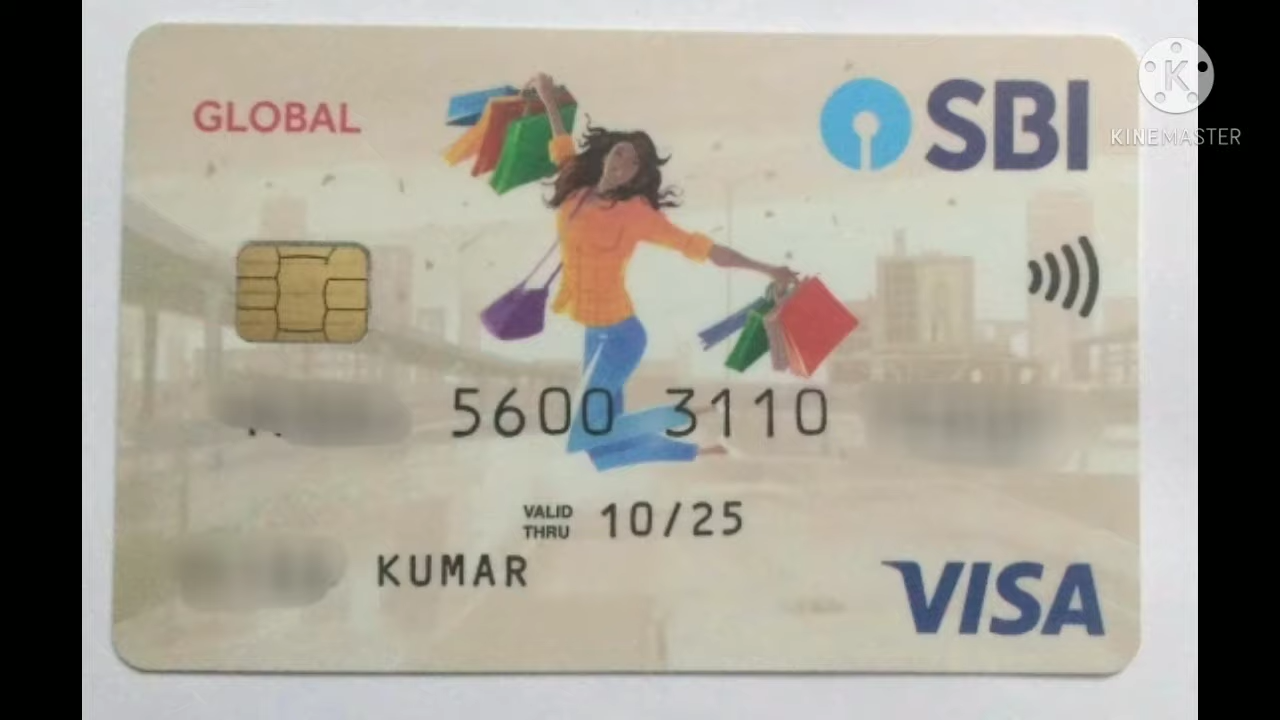 GLOBAL
SBI
KINEMASTER
5600 3110
VALID THRU 10/25
KUMAR
VISA